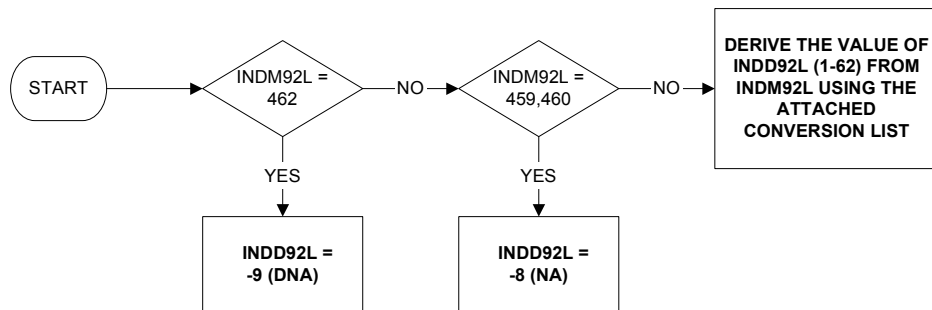 START
INDM92L =
462
NO
INDM92L =
459,460
NO
DERIVE THE VALUE OF
INDD92L (1-62) FROM
INDM92L USING THE
ATTACHED
CONVERSION LIST
YES
YES
INDD92L =
-9 (DNA)
INDD92L =
-8 (NA)